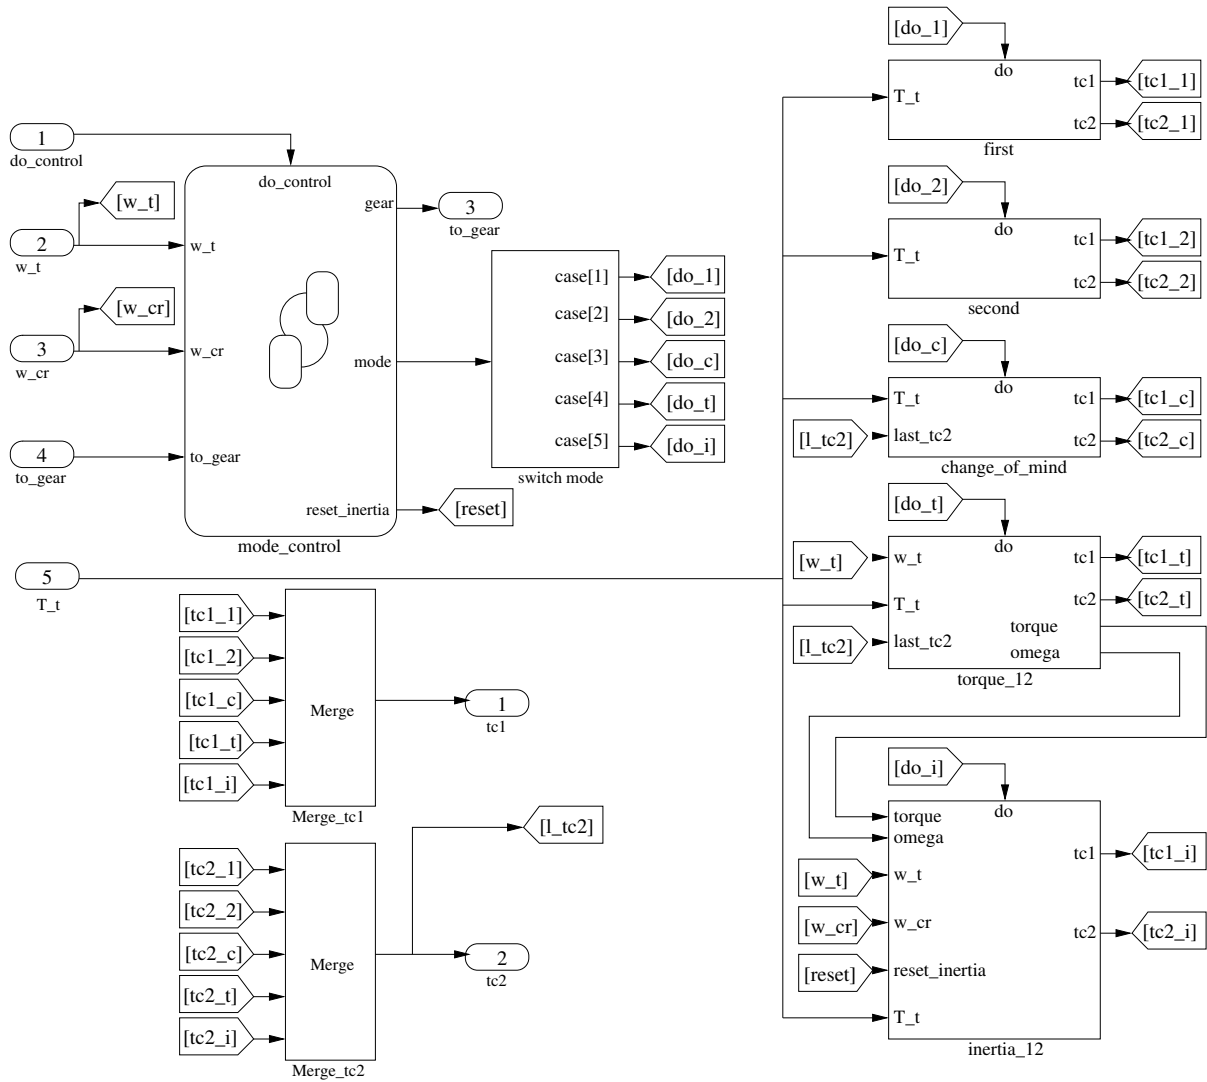 1
do_control
[w_t]
2
w_t
[w_cr]
3
w_cr
4
to_gear
5
T_t
do_control
w_t
w_cr
to_gear
gear
mode
reset_inertia
mode_control
3
to_gear
[reset]
case[1]
case[2]
case[3]
case[4]
case[5]
switch mode
[do_1]
[do_2]
[do_c]
[do_t]
[do_i]
[tc1_1]
[tc1_2]
[tc1_c]
[tc1_t]
[tc1_i]
Merge
Merge_tc1
1
tc1
[tc2_1]
[tc2_2]
[tc2_c]
[tc2_t]
[tc2_i]
Merge
Merge_tc2
[l_tc2]
2
tc2
[do_1]
do
T_t
tc1
tc2
[tc1_1]
[tc2_1]
first
[do_2]
do
T_t
tc1
tc2
[tc1_2]
[tc2_2]
second
[do_c]
do
T_t
[l_tc2]
last_tc2
tc1
tc2
[tc1_c]
[tc2_c]
change_of_mind
[do_t]
do
[w_t]
w_t
T_t
[l_tc2]
last_tc2
tc1
tc2
torque
omega
[tc1_t]
[tc2_t]
torque_12
[do_i]
do
torque
omega
[w_t]
w_t
[w_cr]
w_cr
[reset]
reset_inertia
T_t
tc1
tc2
[tc1_i]
[tc2_i]
inertia_12